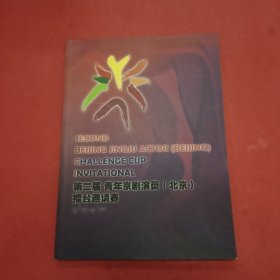 SECOND
BEIJING JINGJU ACTOR (BEIJING)
CHALLENGE CUP
INVITATIONAL
第二届 青年京剧演员（北京）
擂台邀请赛